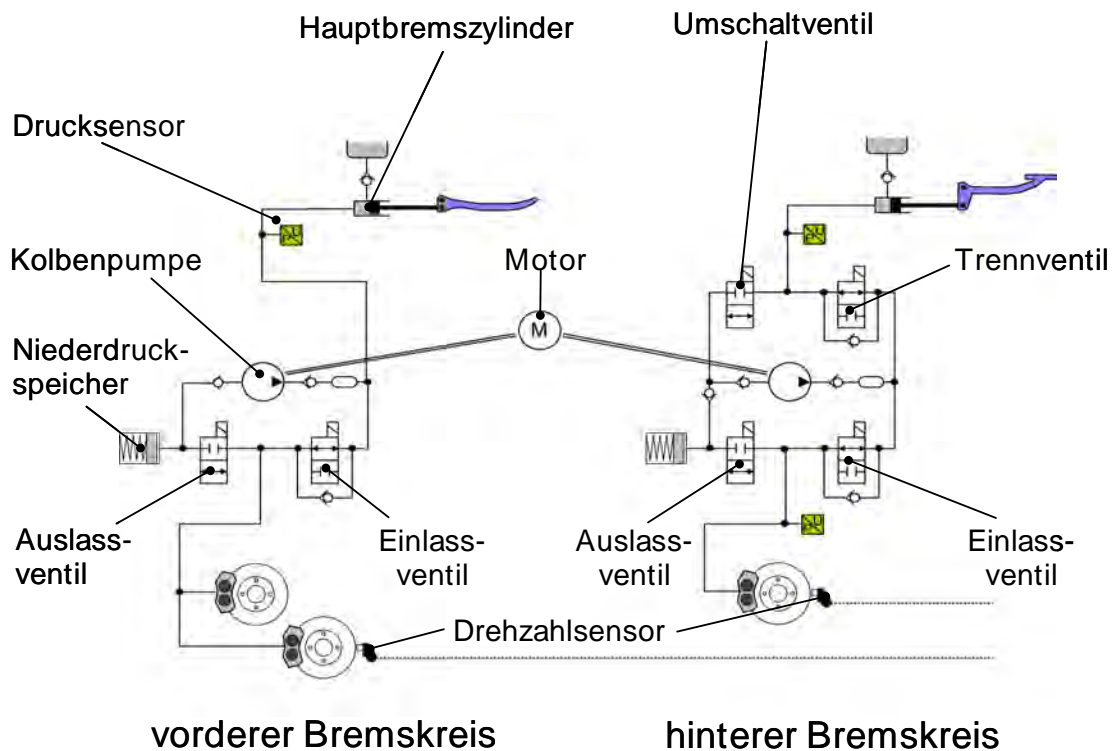 Hauptbremszylinder
Umschaltventil
Drucksensor
Kolbenpumpe
Motor
Trennventil
M
Niederdruck-
speicher
Auslass-
ventil
Einlass-
ventil
Auslass-
ventil
Einlass-
ventil
Drehzahlsensor
vorderer Bremskreis
hinterer Bremskreis